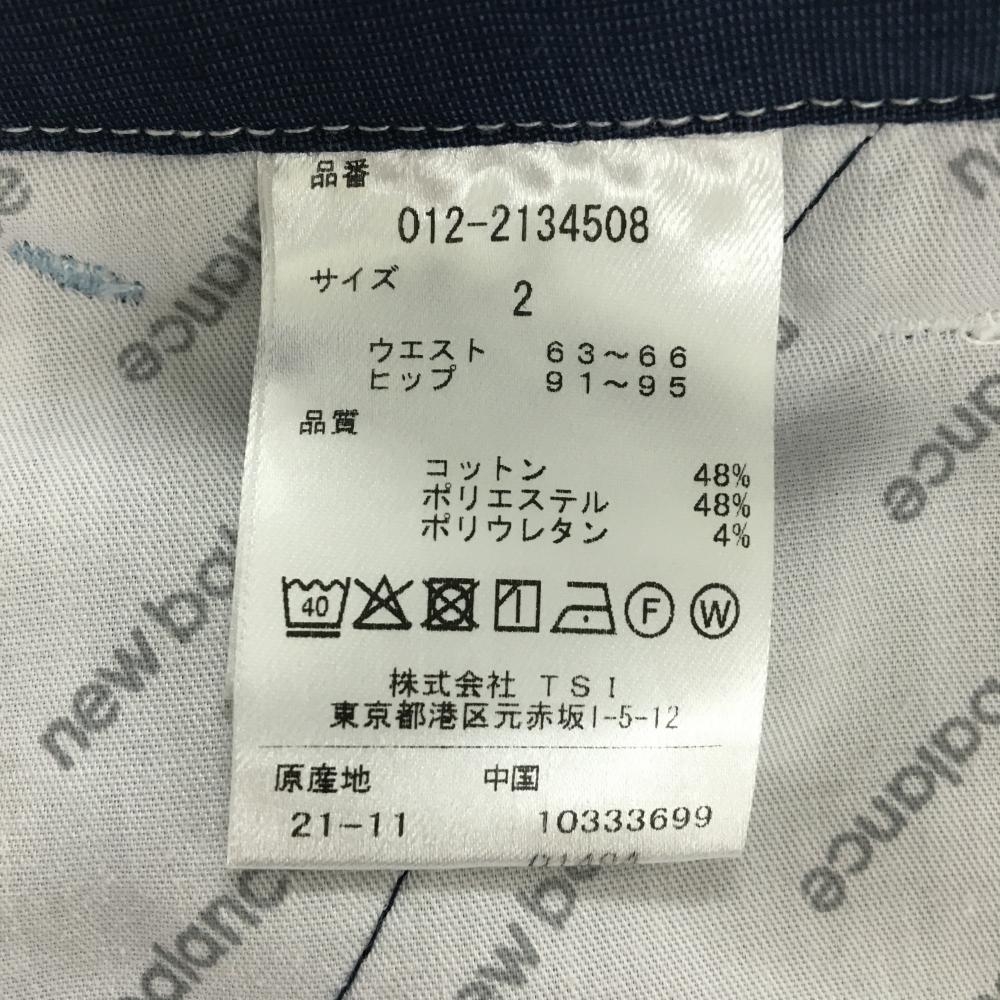 品番
012-2134508
サイズ
2
ウエスト 63～66
ヒップ 91～95
品質
コットン 48%
ポリエステル 48%
ポリウレタン 4%
40
F W
株式会社 TSI
東京都港区元赤坂1-5-12
原産地 中国
21-11 10333699
new balance
new balance
balance
balance
new b
ance
ance